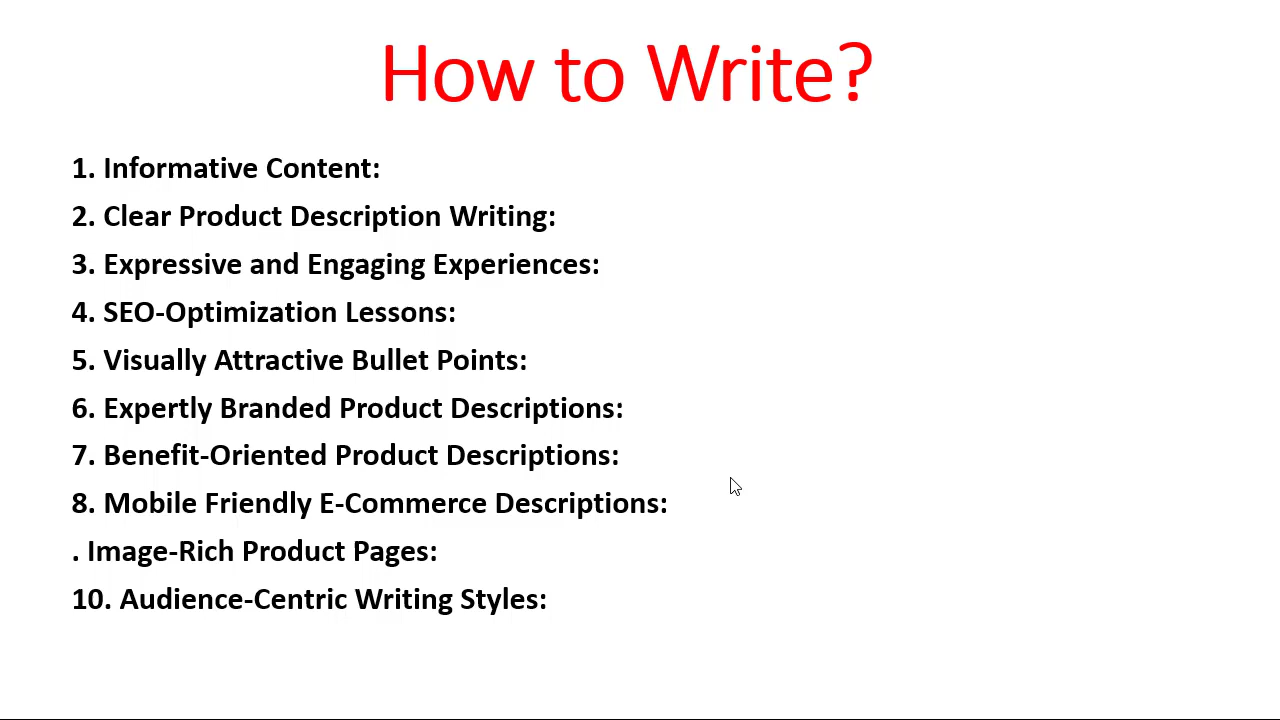 How to Write?
1. Informative Content:
2. Clear Product Description Writing:
3. Expressive and Engaging Experiences:
4. SEO-Optimization Lessons:
5. Visually Attractive Bullet Points:
6. Expertly Branded Product Descriptions:
7. Benefit-Oriented Product Descriptions:
8. Mobile Friendly E-Commerce Descriptions:
. Image-Rich Product Pages:
10. Audience-Centric Writing Styles: